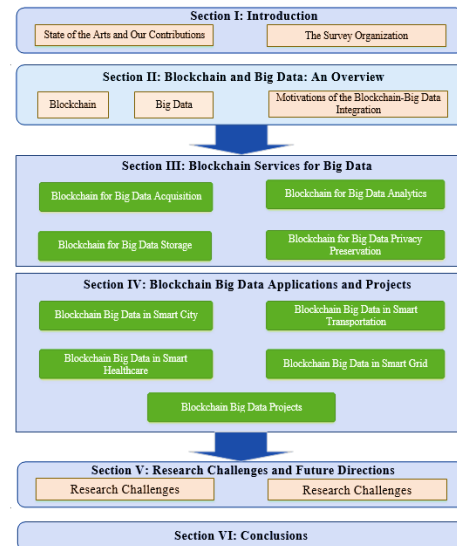 Section I: Introduction
State of the Arts and Our Contributions
The Survey Organization
Section II: Blockchain and Big Data: An Overview
Blockchain
Big Data
Motivations of the Blockchain-Big Data
Integration
Section III: Blockchain Services for Big Data
Blockchain for Big Data Acquisition
Blockchain for Big Data Analytics
Blockchain for Big Data Storage
Blockchain for Big Data Privacy
Preservation
Section IV: Blockchain Big Data Applications and Projects
Blockchain Big Data in Smart City
Blockchain Big Data in Smart
Transportation
Blockchain Big Data in Smart
Healthcare
Blockchain Big Data in Smart Grid
Blockchain Big Data Projects
Section V: Research Challenges and Future Directions
Research Challenges
Research Challenges
Section VI: Conclusions